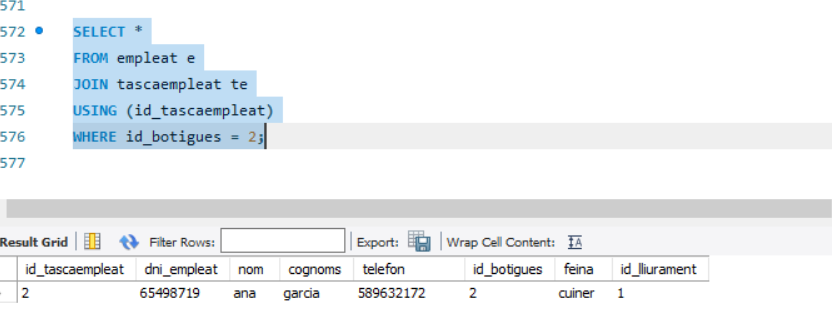 571
572 SELECT *
573 FROM empleat e
574 JOIN tascaempleat te
575 USING (id_tascaempleat)
576 WHERE id_botigues = 2;
577
Result Grid Filter Rows: Export: Wrap Cell Content:
id_tascaempleat dni_empleat nom cognoms telefon id_botigues feina id_lliurament
2 65498719 ana garcia 589632172 2 cuiner 1